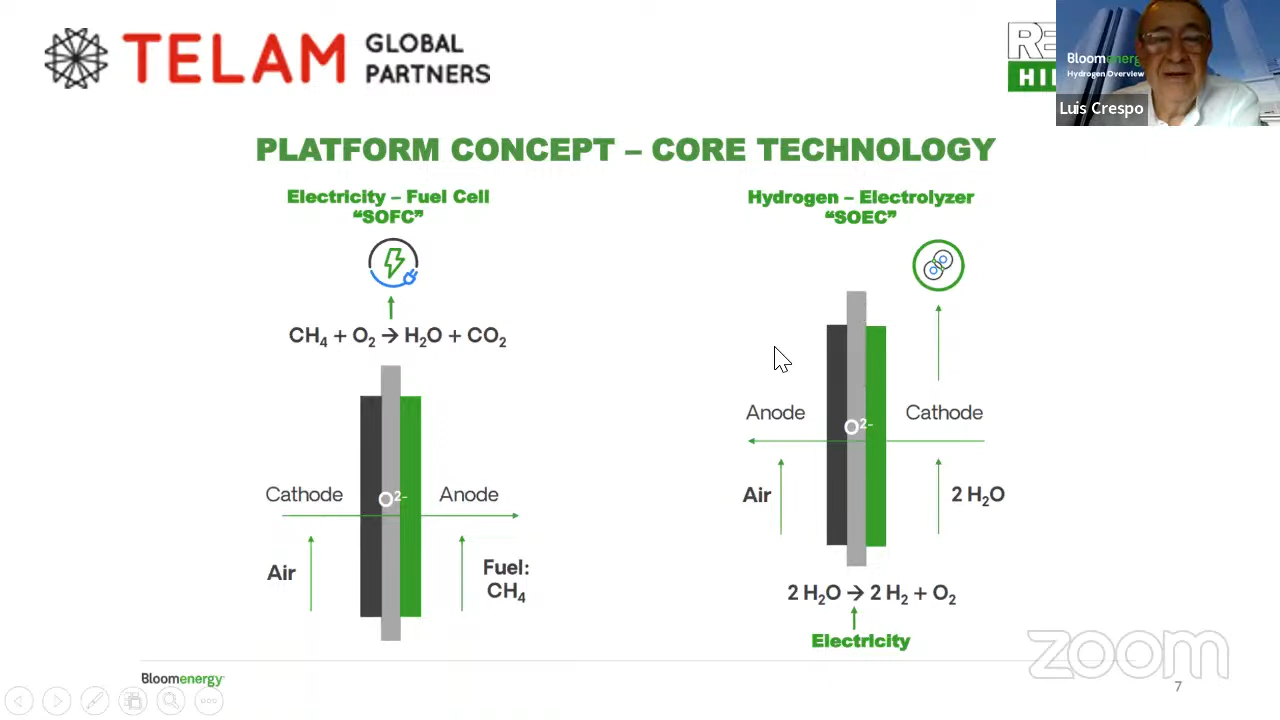 TELAM GLOBAL
PARTNERS
Bloomenergy
Hydrogen Overview
Luis Crespo
PLATFORM CONCEPT – CORE TECHNOLOGY
Electricity – Fuel Cell
“SOFC”
CH₄ + O₂ → H₂O + CO₂
Cathode
O²⁻
Anode
Air
Fuel:
CH₄
Hydrogen – Electrolyzer
“SOEC”
Anode
O²⁻
Cathode
Air
2 H₂O
2 H₂O → 2 H₂ + O₂
Electricity
zoom
Bloomenergy
7